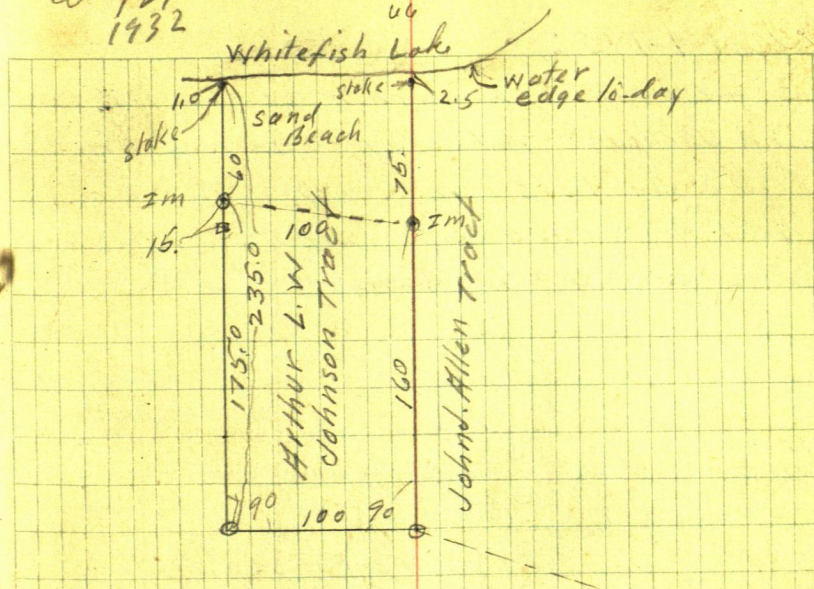 1932
Whitefish Lake
water
edge to-day
stake
2.5
1.0
stake
Sand
Beach
60
75.
Im
Im
15.
100
235.0
175.0
160
Arthur L.W
Johnson Tract
John J. Allen Tract
90
100
90